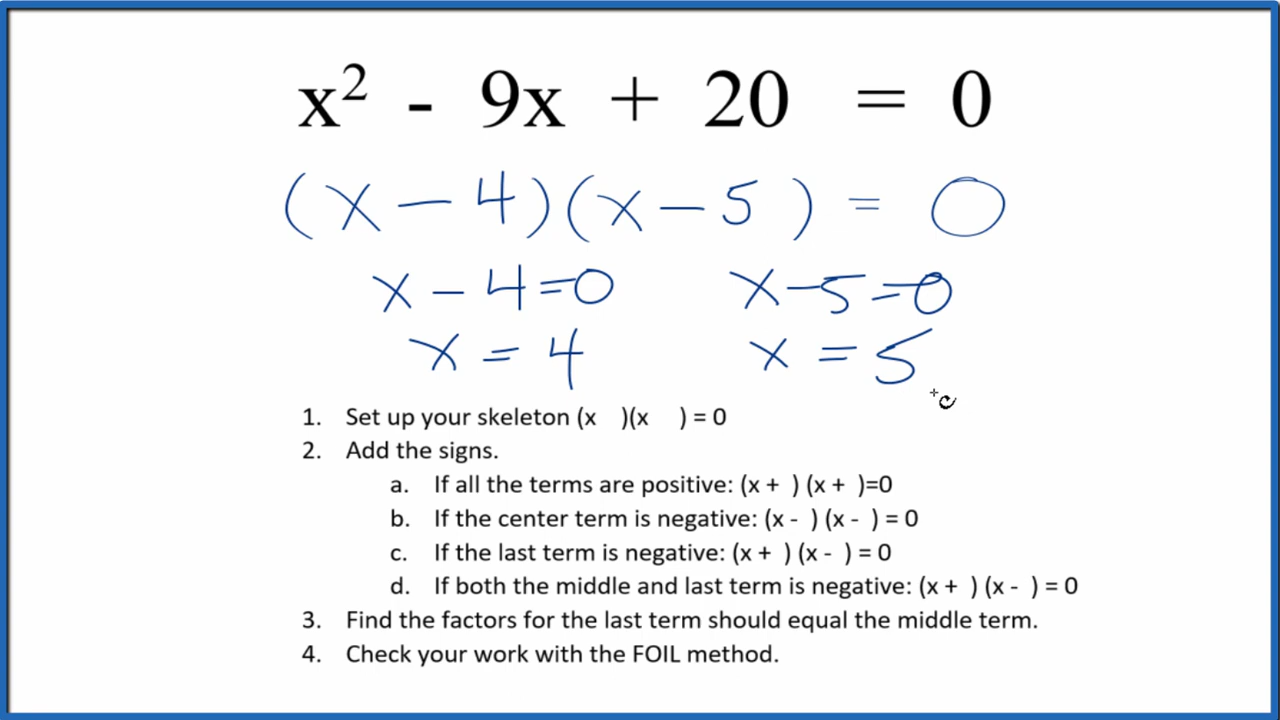 x² - 9x + 20 = 0
(x - 4)(x - 5) = 0
x - 4 = 0 x - 5 = 0
x = 4 x = 5
1. Set up your skeleton (x )(x ) = 0
2. Add the signs.
a. If all the terms are positive: (x + ) (x + )=0
b. If the center term is negative: (x - ) (x - ) = 0
c. If the last term is negative: (x + ) (x - ) = 0
d. If both the middle and last term is negative: (x + ) (x - ) = 0
3. Find the factors for the last term should equal the middle term.
4. Check your work with the FOIL method.